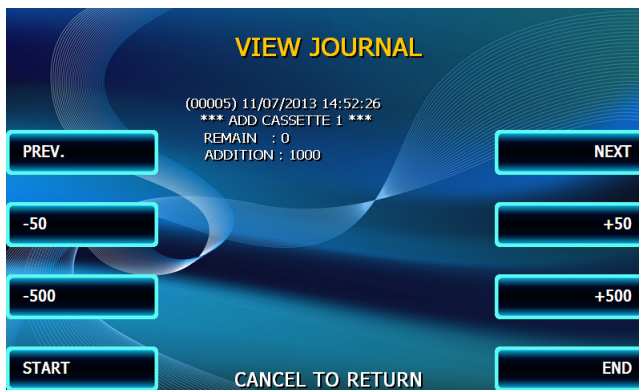 VIEW JOURNAL
(00005) 11/07/2013 14:52:26
*** ADD CASSETTE 1 ***
REMAIN : 0
ADDITION : 1000
PREV.
NEXT
-50
+50
-500
+500
START
END
CANCEL TO RETURN